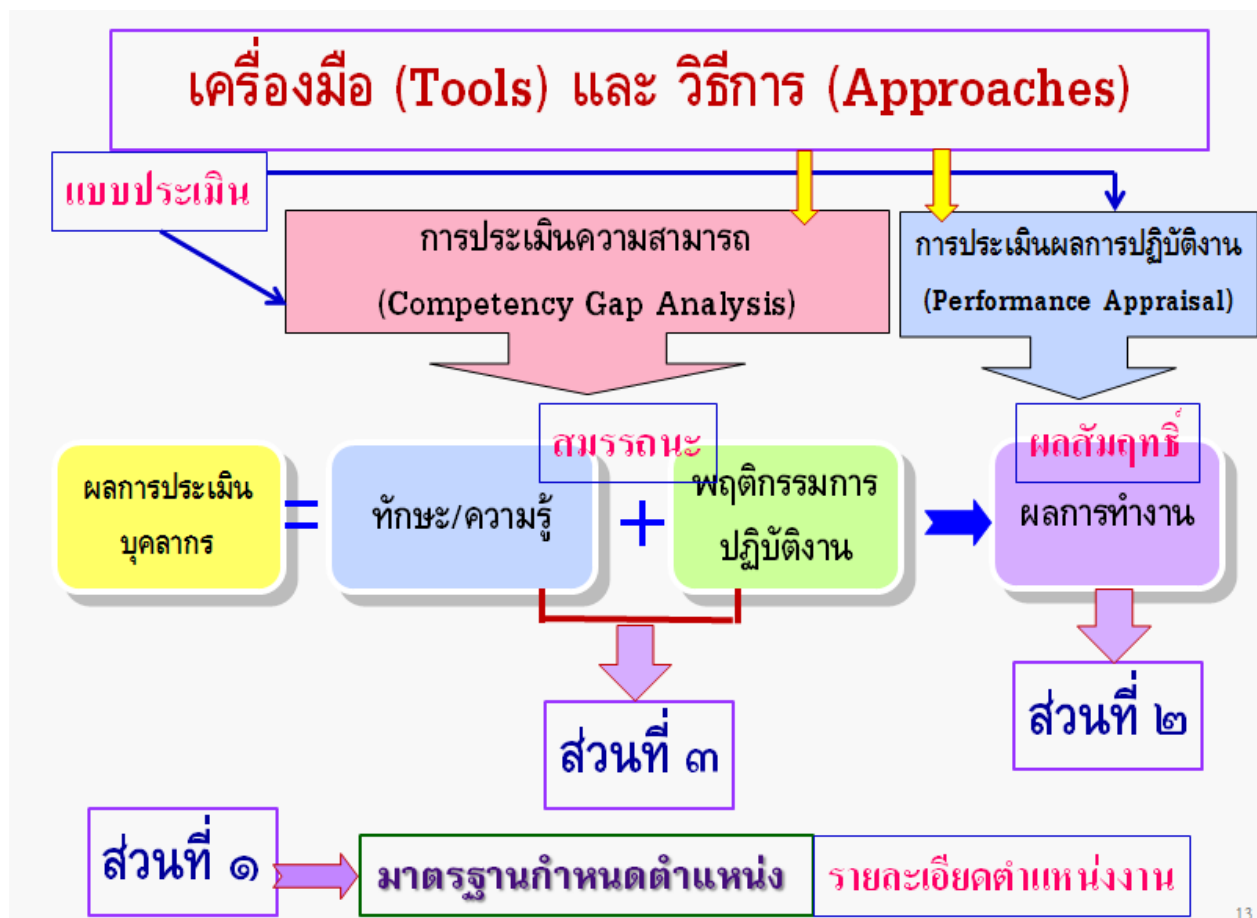 เครื่องมือ (Tools) และ วิธีการ (Approaches)
แบบประเมิน
การประเมินความสามารถ
(Competency Gap Analysis)
การประเมินผลการปฏิบัติงาน
(Performance Appraisal)
สมรรถนะ
ผลสัมฤทธิ์
ผลการประเมิน
บุคลากร
=
ทักษะ/ความรู้
+
พฤติกรรมการ
ปฏิบัติงาน
ผลการทำงาน
ส่วนที่ ๓
ส่วนที่ ๒
ส่วนที่ ๑
มาตรฐานกำหนดตำแหน่ง
รายละเอียดตำแหน่งงาน
13